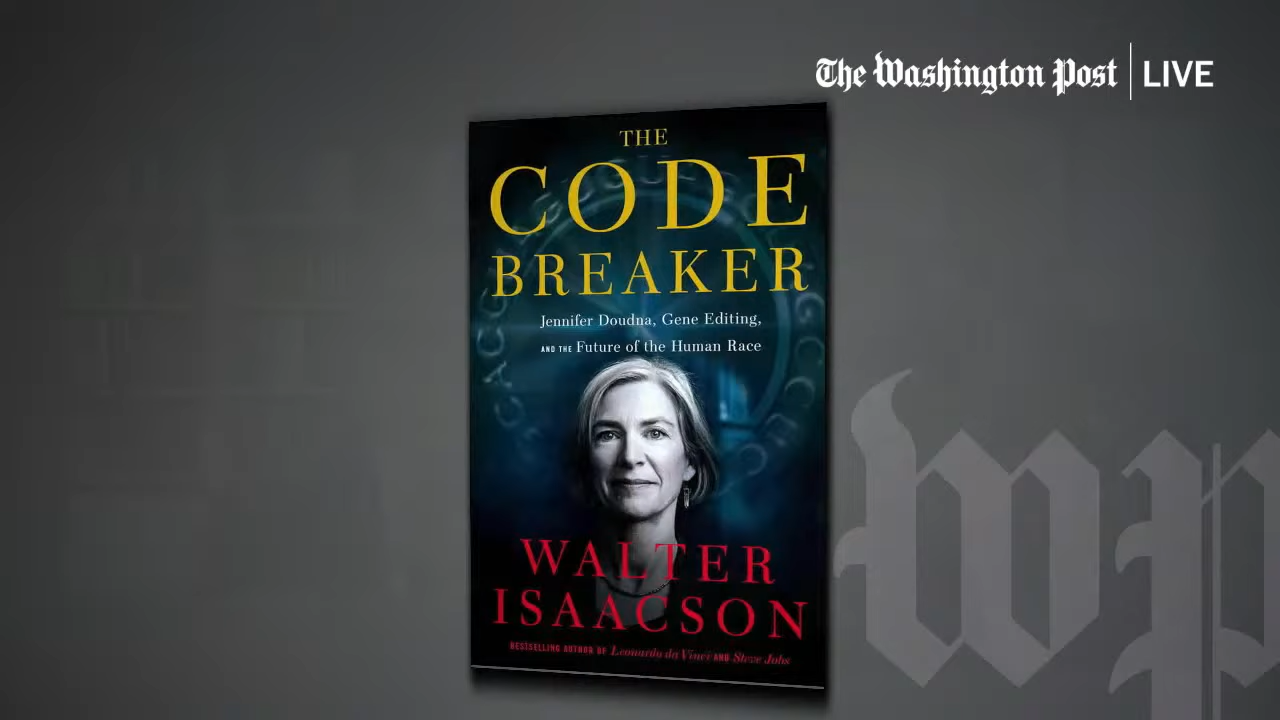 The Washington Post | LIVE
THE
CODE
BREAKER
Jennifer Doudna, Gene Editing,
AND THE Future of the Human Race
WALTER
ISAACSON
BESTSELLING AUTHOR OF Leonardo da Vinci AND Steve Jobs
wp